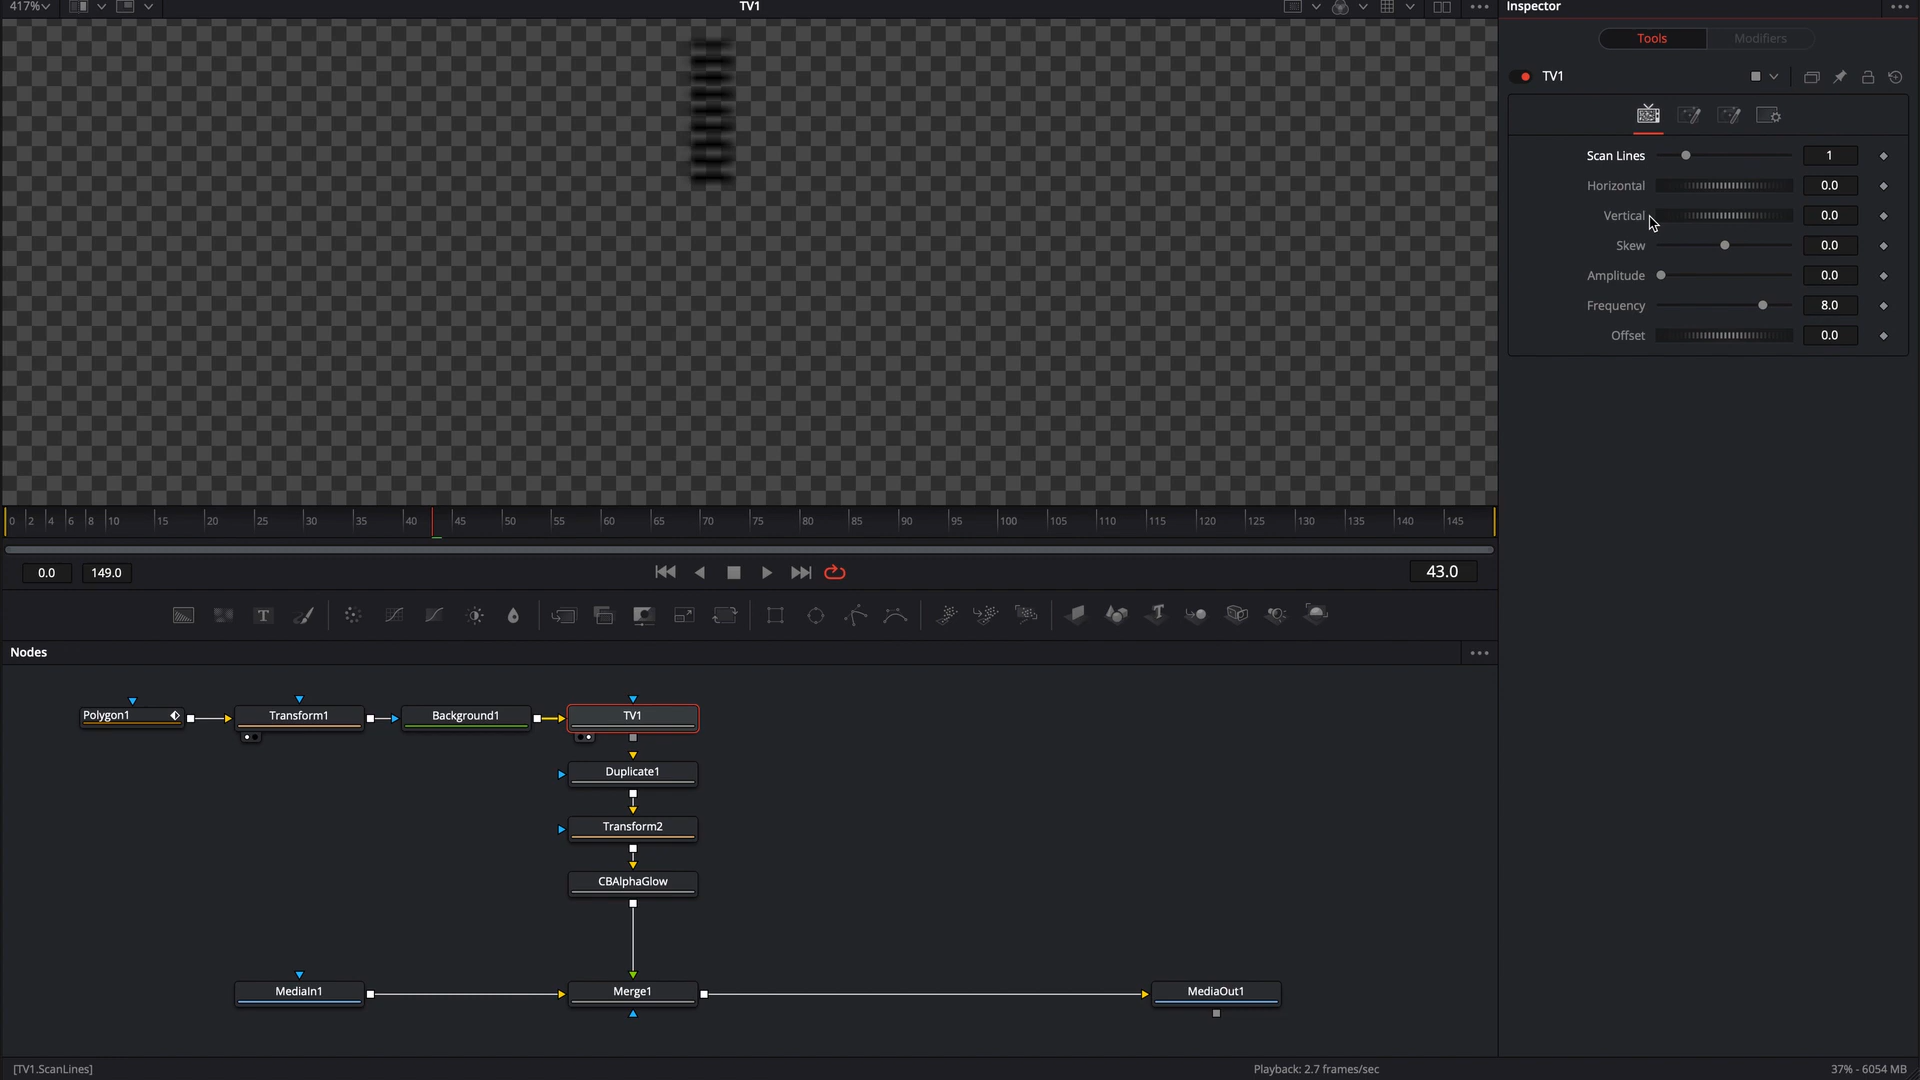 417%
TV1
Inspector
Tools
Modifiers
TV1
Scan Lines 1
Horizontal 0.0
Vertical 0.0
Skew 0.0
Amplitude 0.0
Frequency 8.0
Offset 0.0
0 2 4 6 8 10 15 20 25 30 35 40 45 50 55 60 65 70 75 80 85 90 95 100 105 110 115 120 125 130 135 140 145
0.0 149.0 43.0
T T
Nodes
Polygon1 Transform1 Background1 TV1
Duplicate1
Transform2
CBAlphaGlow
MediaIn1 Merge1 MediaOut1
[TV1.ScanLines] Playback: 2.7 frames/sec 37% - 6054 MB